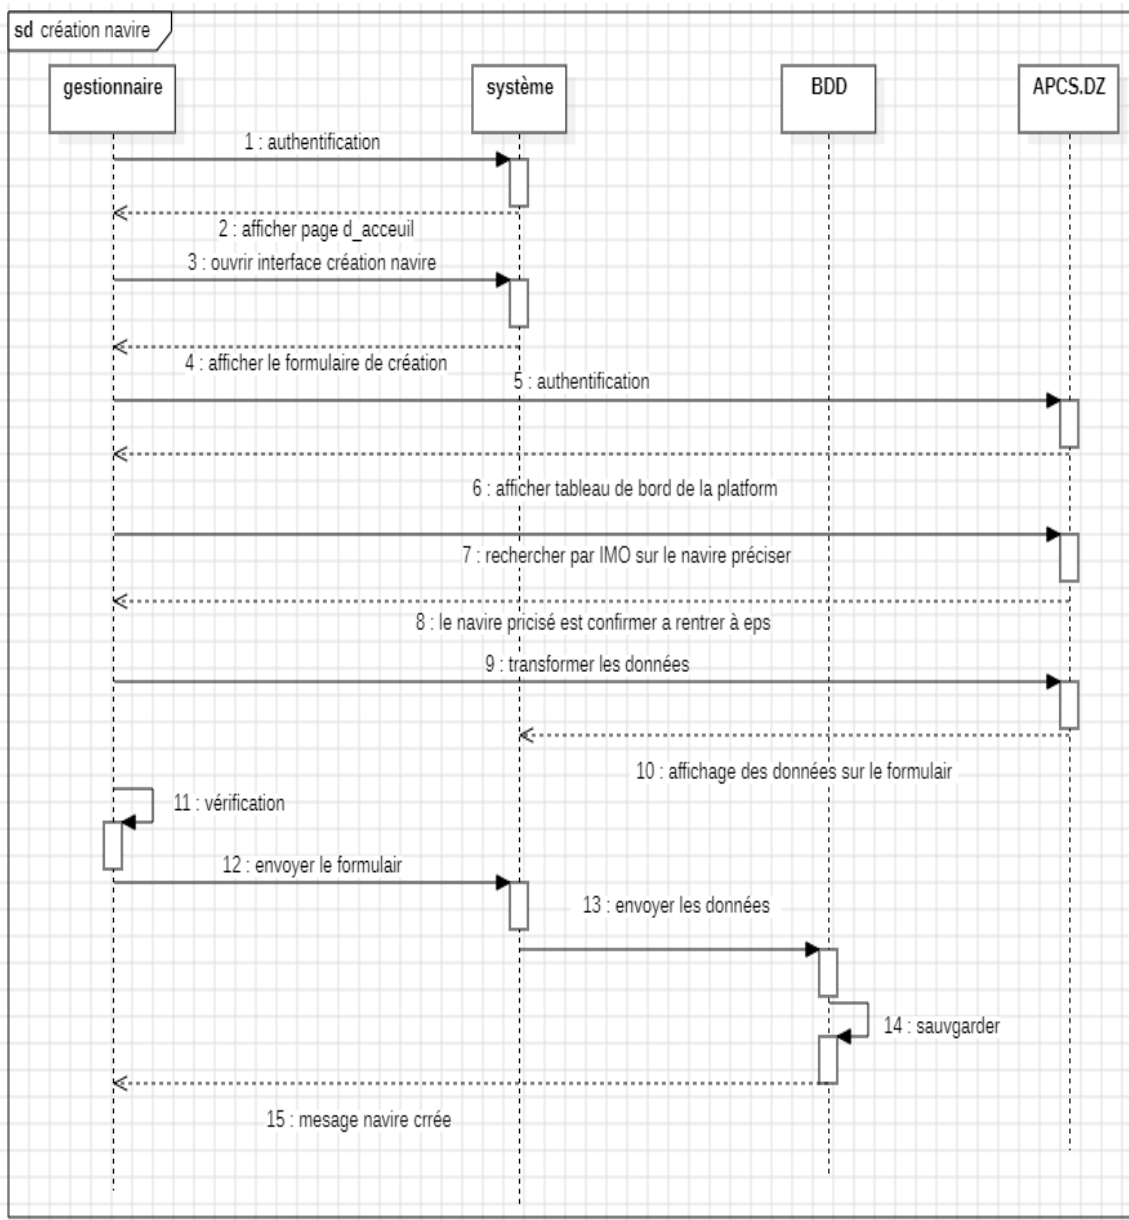 sd création navire
gestionnaire
système
BDD
APCS.DZ
1 : authentification
2 : afficher page d_acceuil
3 : ouvrir interface création navire
4 : afficher le formulaire de création
5 : authentification
6 : afficher tableau de bord de la platform
7 : rechercher par IMO sur le navire préciser
8 : le navire pricisé est confirmer a rentrer à eps
9 : transformer les données
10 : affichage des données sur le formulair
11 : vérification
12 : envoyer le formulair
13 : envoyer les données
14 : sauvgarder
15 : mesage navire crrée